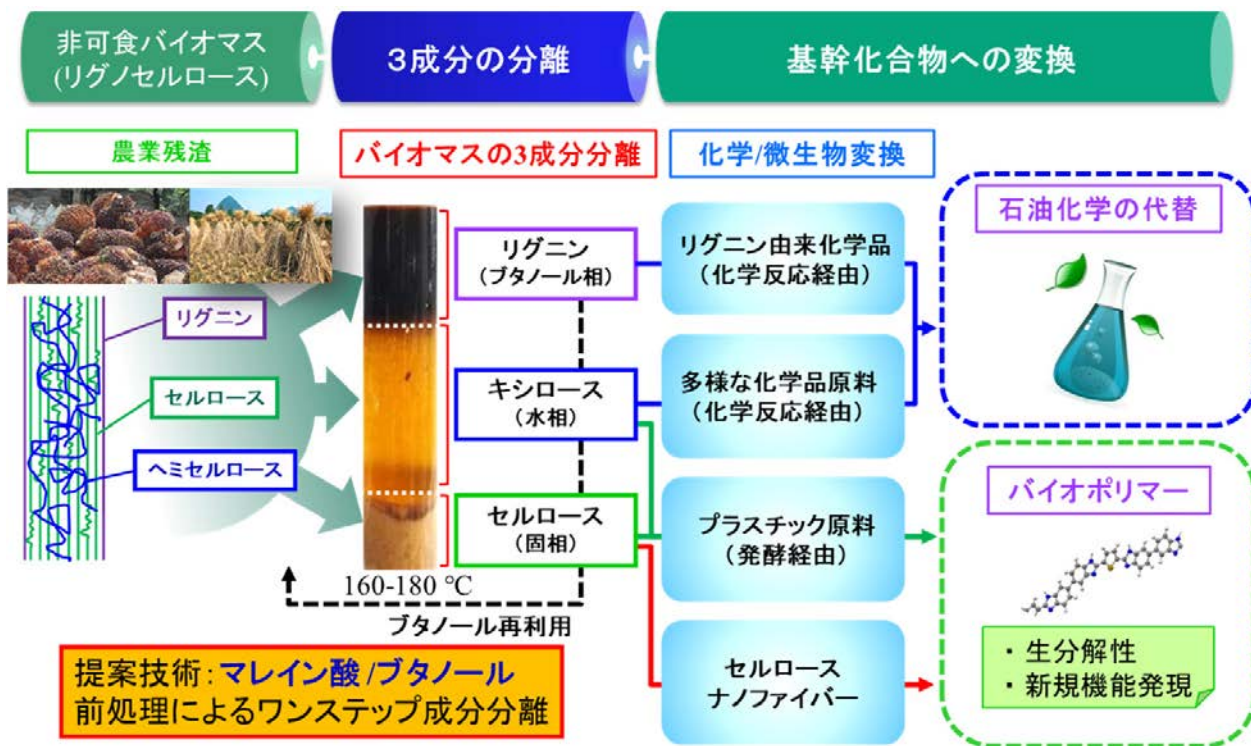 非可食バイオマス
(リグノセルロース)
3成分の分離
基幹化合物への変換
農業残渣
バイオマスの3成分分離
化学/微生物変換
リグニン
セルロース
ヘミセルロース
リグニン
(ブタノール相)
キシロース
(水相)
セルロース
(固相)
160-180 ℃
ブタノール再利用
リグニン由来化学品
(化学反応経由)
多様な化学品原料
(化学反応経由)
プラスチック原料
(発酵経由)
セルロース
ナノファイバー
石油化学の代替
バイオポリマー
・生分解性
・新規機能発現
提案技術：マレイン酸 /ブタノール
前処理によるワンステップ成分分離